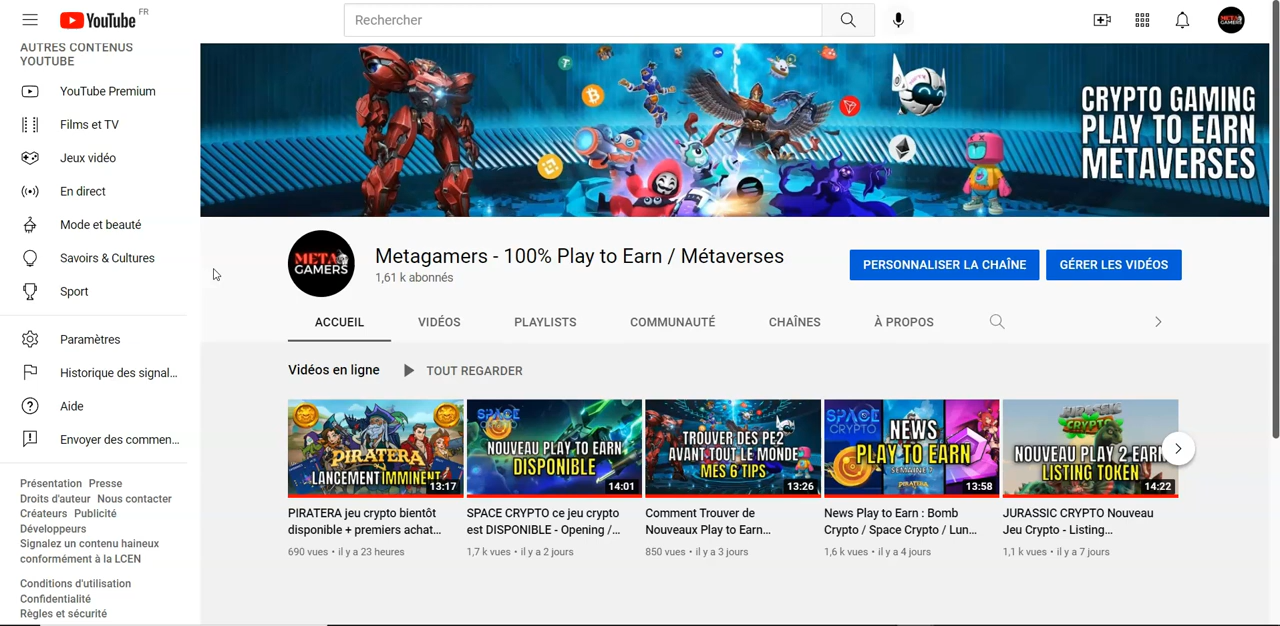 YouTube FR
Rechercher
AUTRES CONTENUS
YOUTUBE
YouTube Premium
Films et TV
Jeux vidéo
En direct
Mode et beauté
Savoirs & Cultures
Sport
Paramètres
Historique des signal...
Aide
Envoyer des commen...
Présentation Presse
Droits d'auteur Nous contacter
Créateurs Publicité
Développeurs
Signalez un contenu haineux
conformément à la LCEN
Conditions d'utilisation
Confidentialité
Règles et sécurité
CRYPTO GAMING
PLAY TO EARN
METAVERSES
META
GAMERS
Metagamers - 100% Play to Earn / Métaverses
1,61 k abonnés
PERSONNALISER LA CHAÎNE
GÉRER LES VIDÉOS
ACCUEIL
VIDÉOS
PLAYLISTS
COMMUNAUTÉ
CHAÎNES
À PROPOS
Vidéos en ligne
TOUT REGARDER
PIRATERA
LANCEMENT IMMINENT
13:17
PIRATERA jeu crypto bientôt
disponible + premiers achat...
690 vues • il y a 23 heures
SPACE
CRYPTO
NOUVEAU PLAY TO EARN
DISPONIBLE
14:01
SPACE CRYPTO ce jeu crypto
est DISPONIBLE - Opening /...
1,7 k vues • il y a 2 jours
TROUVER DES PE2
AVANT TOUT LE MONDE
MES 6 TIPS
13:26
Comment Trouver de
Nouveaux Play to Earn...
850 vues • il y a 3 jours
SPACE
CRYPTO
NEWS
PLAY TO EARN
SEMAINE 7
PIRATERA
13:58
News Play to Earn : Bomb
Crypto / Space Crypto / Lun...
1,6 k vues • il y a 4 jours
CRYPTO
NOUVEAU PLAY 2 EARN
LISTING TOKEN
14:22
JURASSIC CRYPTO Nouveau
Jeu Crypto - Listing...
1,1 k vues • il y a 7 jours